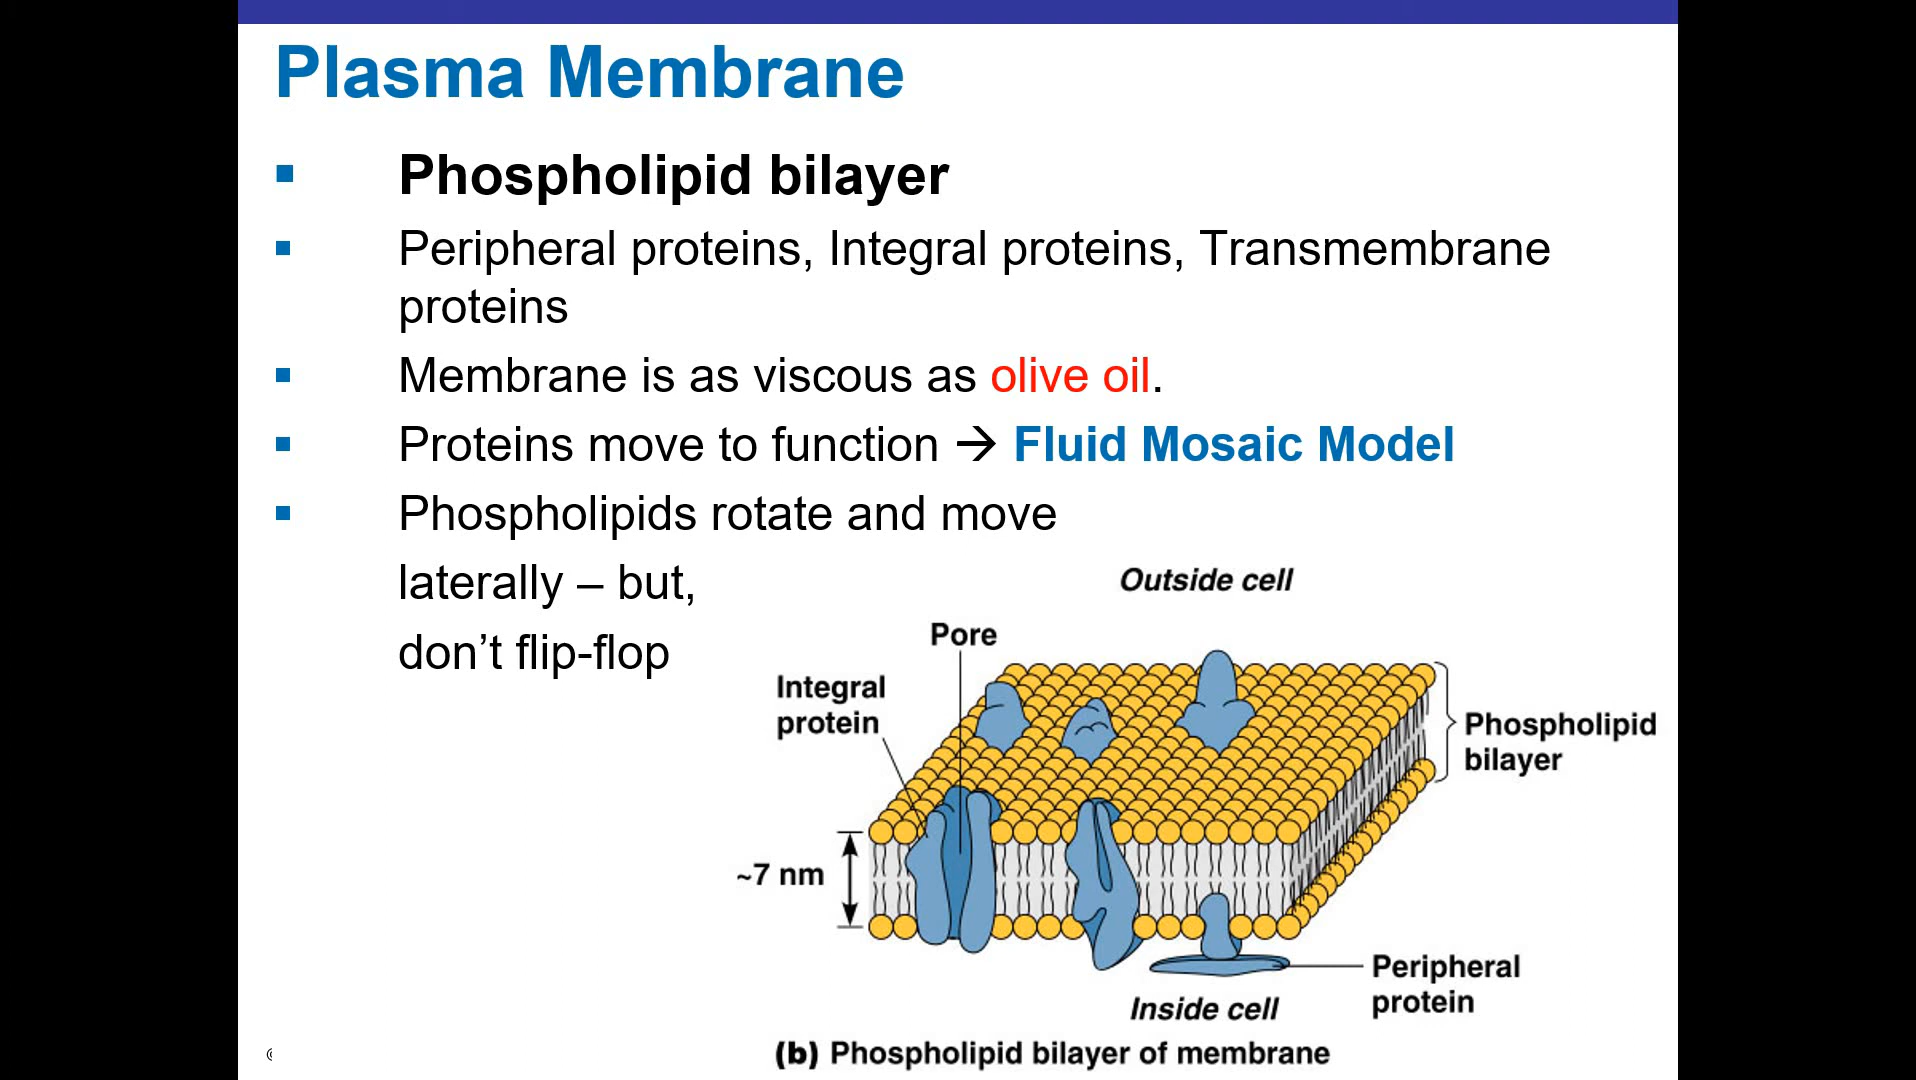 Plasma Membrane
Phospholipid bilayer
Peripheral proteins, Integral proteins, Transmembrane
proteins
Membrane is as viscous as olive oil.
Proteins move to function → Fluid Mosaic Model
Phospholipids rotate and move
laterally – but,
don’t flip-flop
Outside cell
Pore
Integral
protein
Phospholipid
bilayer
~7 nm
Peripheral
protein
Inside cell
(b) Phospholipid bilayer of membrane